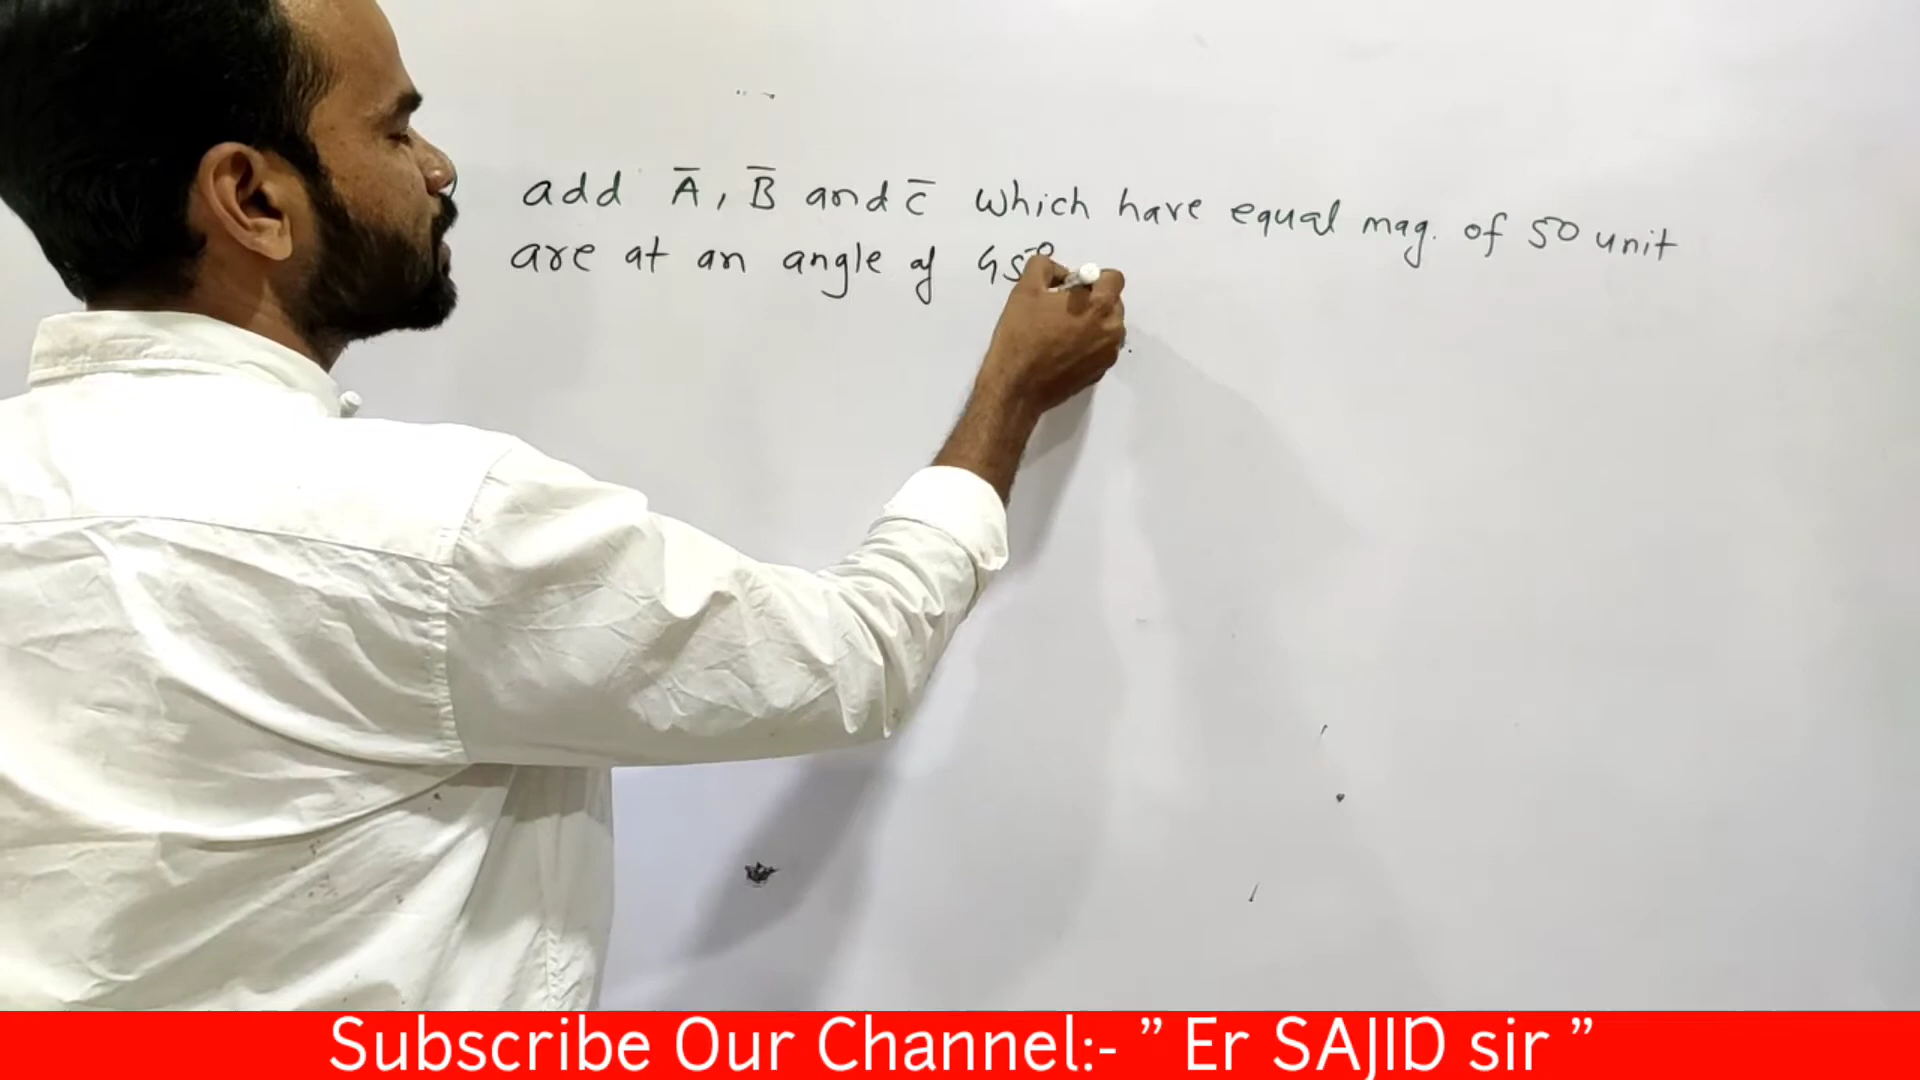 add A̅, B̅ and c̅ which have equal mag. of 50 unit
are at an angle of 45°
Subscribe Our Channel:- ” Er SAJID sir ”